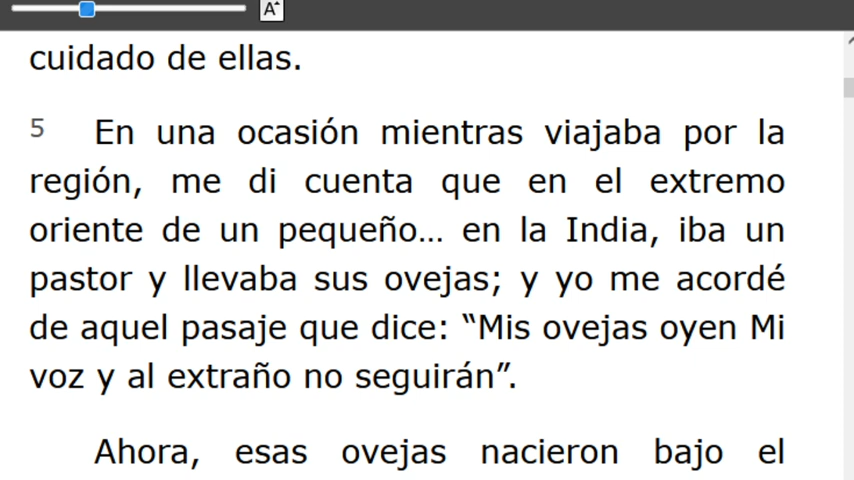 A
cuidado de ellas.
5 En una ocasión mientras viajaba por la
región, me di cuenta que en el extremo
oriente de un pequeño... en la India, iba un
pastor y llevaba sus ovejas; y yo me acordé
de aquel pasaje que dice: “Mis ovejas oyen Mi
voz y al extraño no seguirán”.
Ahora, esas ovejas nacieron bajo el